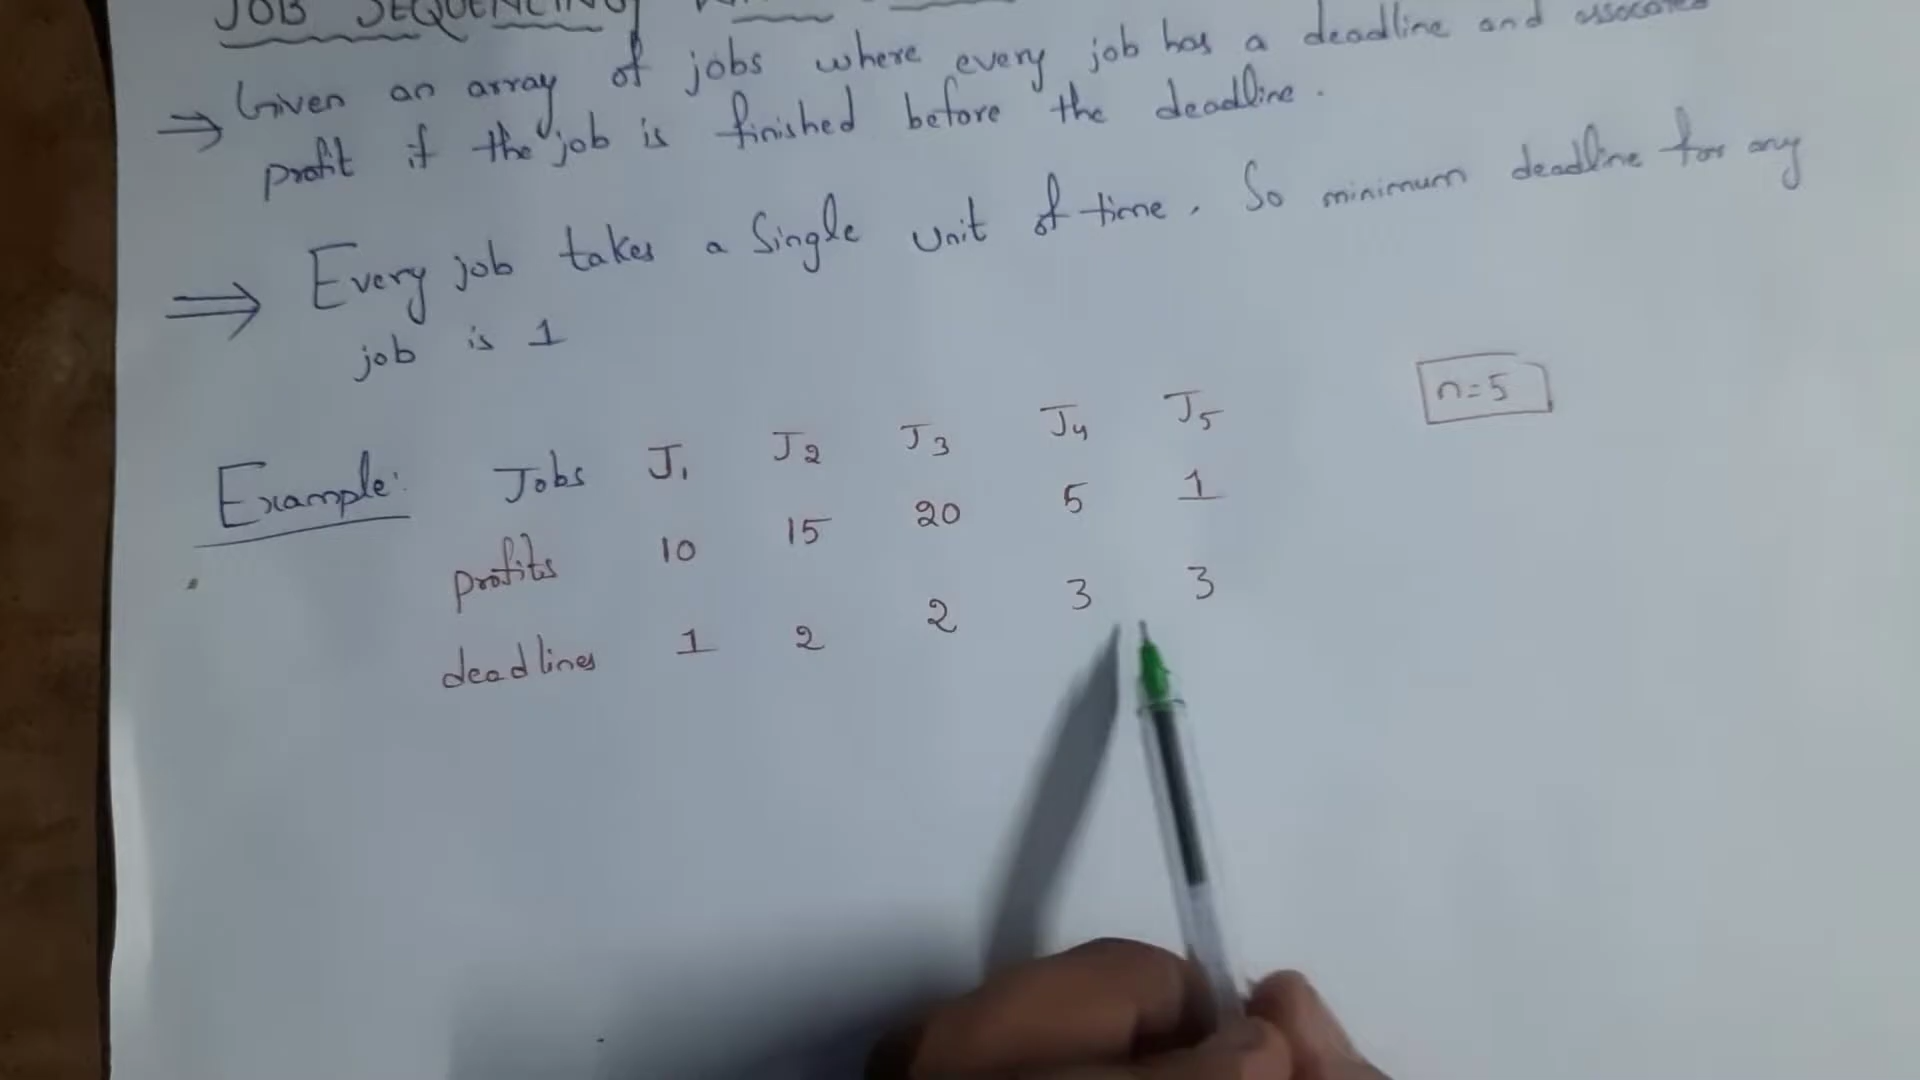 JOB SEQUENCING
⇒ Given an array of jobs where every job has a deadline and
profit if the job is finished before the deadline.
⇒ Every job takes a Single Unit of time. So minimum deadline for any
job is 1
n=5
Example: Jobs J1 J2 J3 J4 J5
profits 10 15 20 5 1
deadlines 1 2 2 3 3